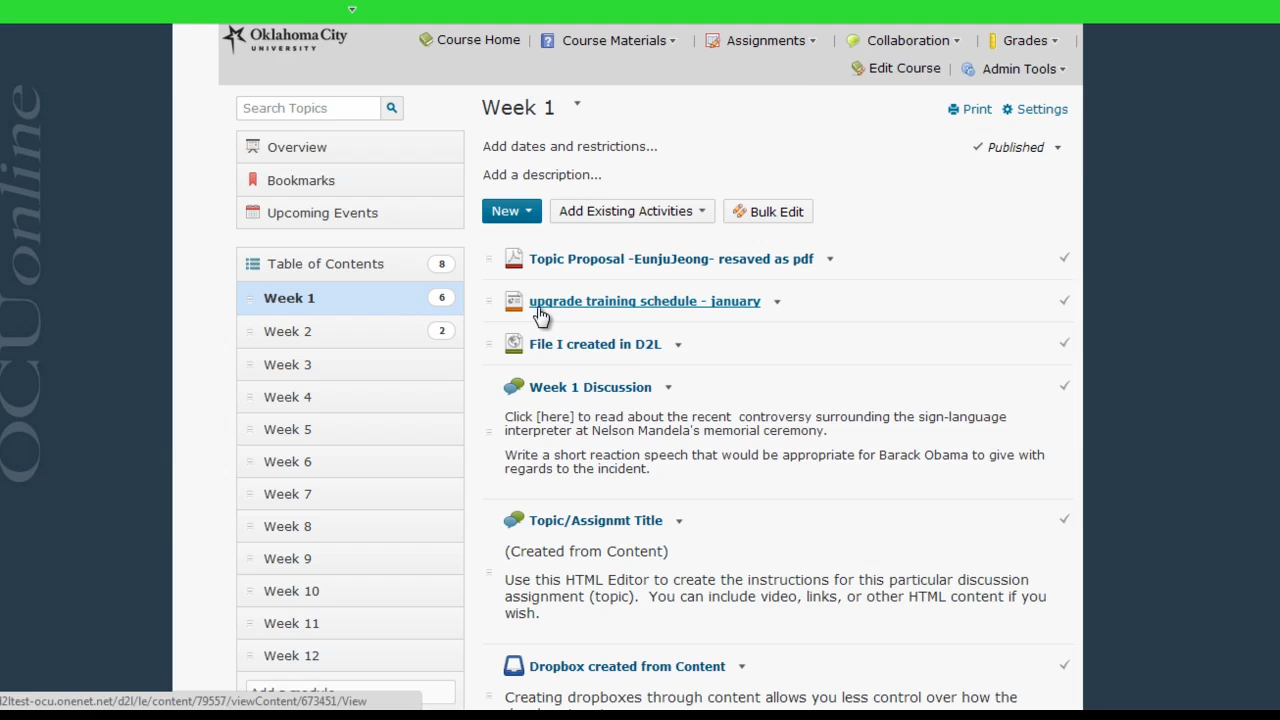 Oklahoma City
UNIVERSITY
Course Home
Course Materials
Assignments
Collaboration
Grades
Edit Course
Admin Tools
OCUonline
Search Topics
Week 1
Print
Settings
Overview
Bookmarks
Upcoming Events
Add dates and restrictions...
Published
Add a description...
New
Add Existing Activities
Bulk Edit
Table of Contents 8
Week 1 6
Week 2 2
Week 3
Week 4
Week 5
Week 6
Week 7
Week 8
Week 9
Week 10
Week 11
Week 12
Topic Proposal -EunjuJeong- resaved as pdf
upgrade training schedule - january
File I created in D2L
Week 1 Discussion
Click [here] to read about the recent controversy surrounding the sign-language
interpreter at Nelson Mandela's memorial ceremony.
Write a short reaction speech that would be appropriate for Barack Obama to give with
regards to the incident.
Topic/Assignmt Title
(Created from Content)
Use this HTML Editor to create the instructions for this particular discussion
assignment (topic). You can include video, links, or other HTML content if you
wish.
Dropbox created from Content
Creating dropboxes through content allows you less control over how the
Add a module
d2ltest-ocu.onenet.net/d2l/le/content/79557/viewContent/673451/View